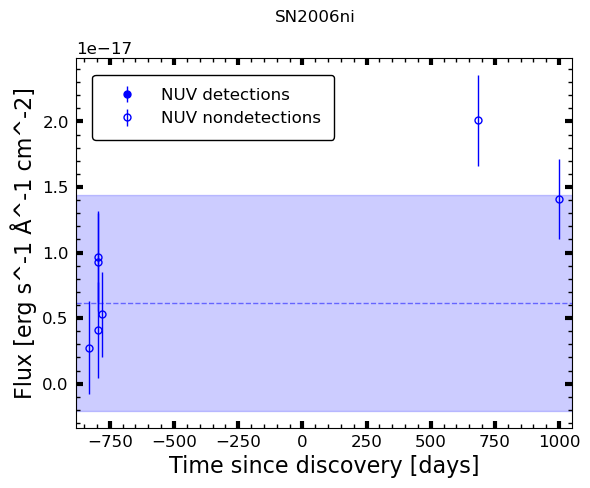 SN2006ni
1e−17
NUV detections
NUV nondetections
2.0
1.5
1.0
0.5
0.0
Flux [erg s^-1 Å^-1 cm^-2]
−750 −500 −250 0 250 500 750 1000
Time since discovery [days]